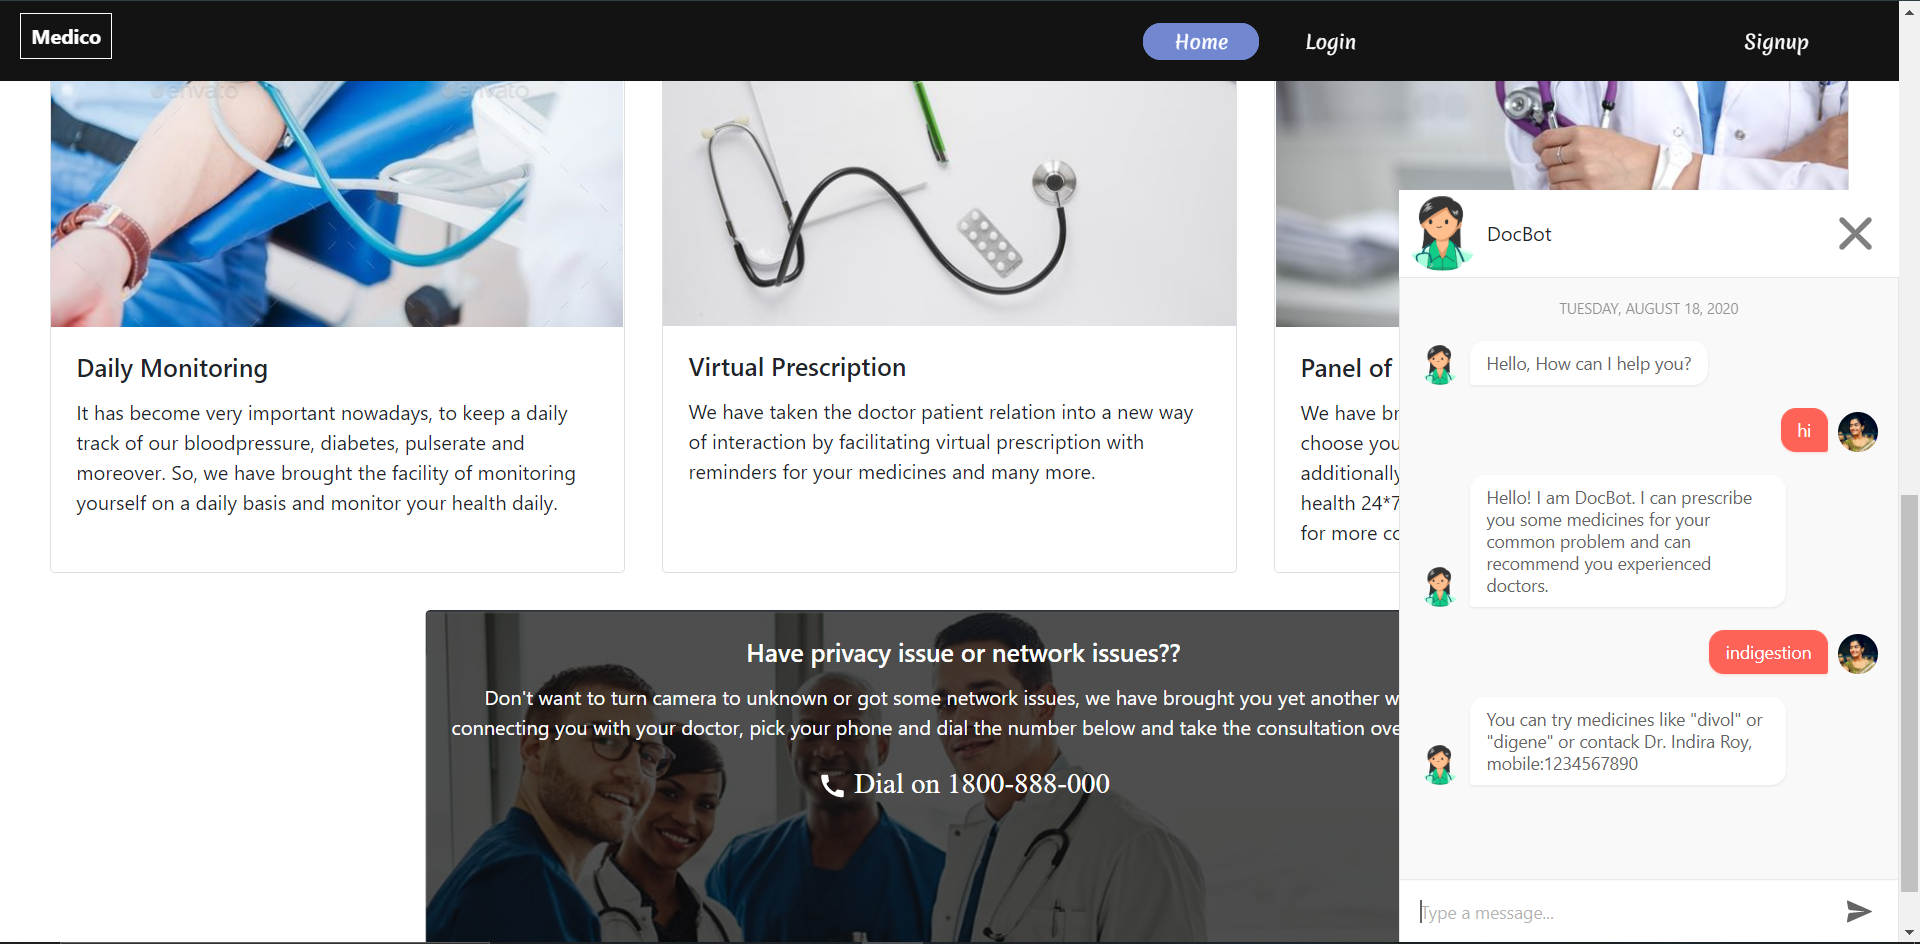 Medico
Home
Login
Signup
envato
envato
Daily Monitoring
It has become very important nowadays, to keep a daily
track of our bloodpressure, diabetes, pulserate and
moreover. So, we have brought the facility of monitoring
yourself on a daily basis and monitor your health daily.
Virtual Prescription
We have taken the doctor patient relation into a new way
of interaction by facilitating virtual prescription with
reminders for your medicines and many more.
Panel of
We have br
choose you
additionally
health 24*7
for more co
Have privacy issue or network issues??
Don't want to turn camera to unknown or got some network issues, we have brought you yet another w
connecting you with your doctor, pick your phone and dial the number below and take the consultation ove
Dial on 1800-888-000
DocBot
TUESDAY, AUGUST 18, 2020
Hello, How can I help you?
hi
Hello! I am DocBot. I can prescribe
you some medicines for your
common problem and can
recommend you experienced
doctors.
indigestion
You can try medicines like "divol" or
"digene" or contack Dr. Indira Roy,
mobile:1234567890
Type a message...